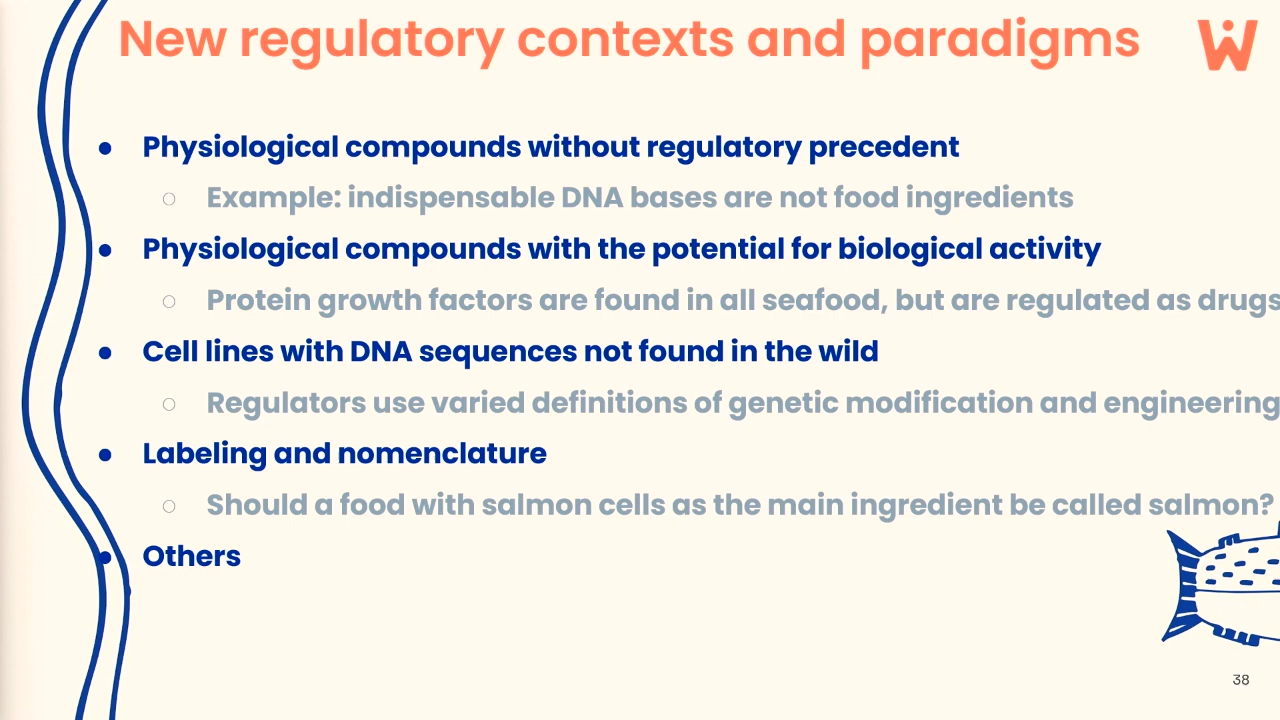 New regulatory contexts and paradigms
W
● Physiological compounds without regulatory precedent
○ Example: indispensable DNA bases are not food ingredients
● Physiological compounds with the potential for biological activity
○ Protein growth factors are found in all seafood, but are regulated as drugs
● Cell lines with DNA sequences not found in the wild
○ Regulators use varied definitions of genetic modification and engineering
● Labeling and nomenclature
○ Should a food with salmon cells as the main ingredient be called salmon?
● Others
38